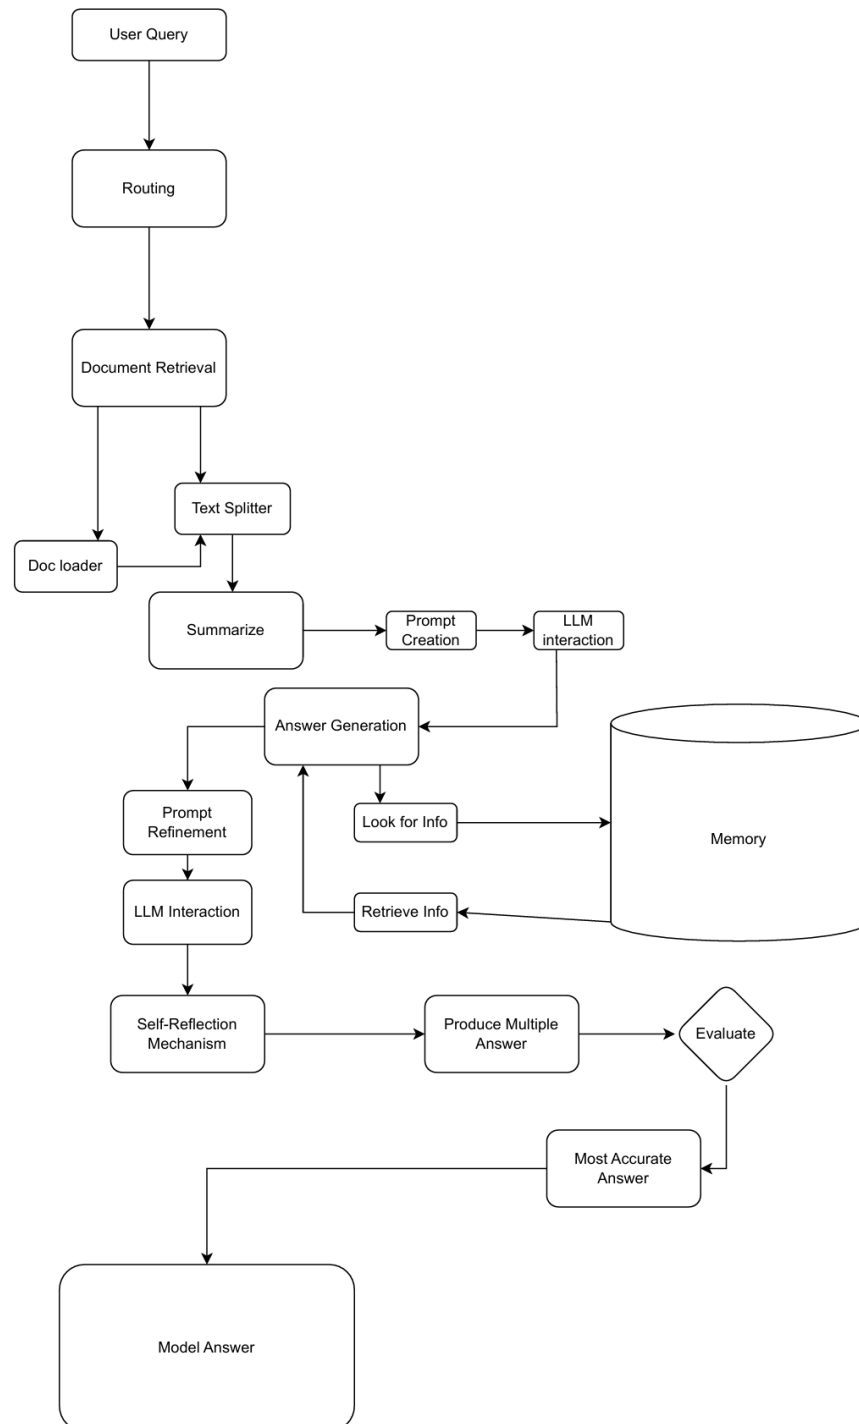 User Query
Routing
Document Retrieval
Text Splitter
Doc loader
Summarize
Prompt
Creation
LLM
interaction
Answer Generation
Prompt
Refinement
Look for Info
Memory
LLM Interaction
Retrieve Info
Self-Reflection
Mechanism
Produce Multiple
Answer
Evaluate
Most Accurate
Answer
Model Answer